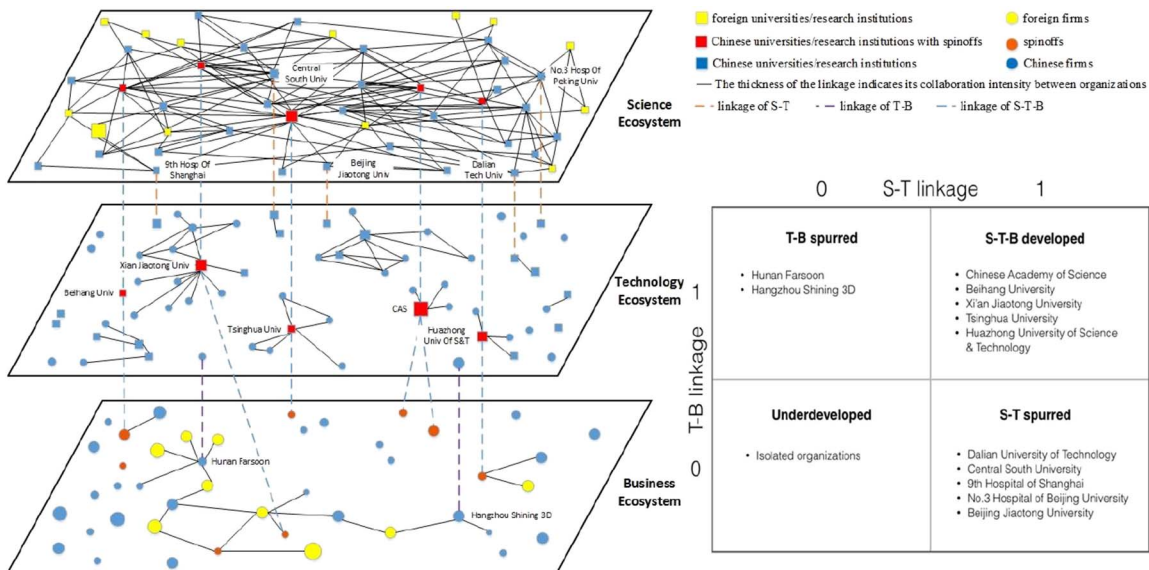 foreign universities/research institutions
foreign firms
Chinese universities/research institutions with spinoffs
spinoffs
Chinese universities/research institutions
Chinese firms
The thickness of the linkage indicates its collaboration intensity between organizations
linkage of S-T
linkage of T-B
linkage of S-T-B
Central
South Univ
No.3 Hosp Of
Peking Univ
Science
Ecosystem
9th Hosp Of
Shanghai
Beijing
Jiaotong Univ
Dalian
Tech Univ
Xian Jiaotong Univ
Beihang Univ
Tsinghua Univ
CAS
Huazhong
Univ Of S&T
Technology
Ecosystem
Hunan Farsoon
Hangzhou Shining 3D
Business
Ecosystem
0 S-T linkage 1
T-B linkage
1
0
T-B spurred
• Hunan Farsoon
• Hangzhou Shining 3D
S-T-B developed
• Chinese Academy of Science
• Beihang University
• Xi'an Jiaotong University
• Tsinghua University
• Huazhong University of Science
& Technology
Underdeveloped
• Isolated organizations
S-T spurred
• Dalian University of Technology
• Central South University
• 9th Hospital of Shanghai
• No.3 Hospital of Beijing University
• Beijing Jiaotong University